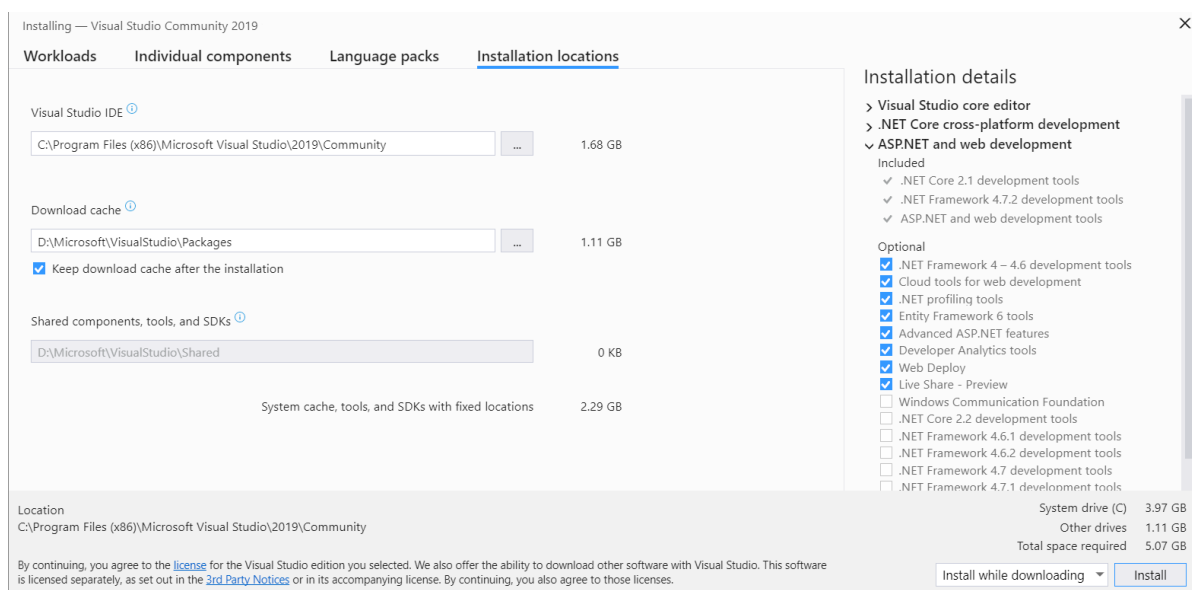 Installing — Visual Studio Community 2019
Workloads Individual components Language packs Installation locations
Visual Studio IDE
C:\Program Files (x86)\Microsoft Visual Studio\2019\Community ... 1.68 GB
Download cache
D:\Microsoft\VisualStudio\Packages ... 1.11 GB
Keep download cache after the installation
Shared components, tools, and SDKs
D:\Microsoft\VisualStudio\Shared 0 KB
System cache, tools, and SDKs with fixed locations 2.29 GB
Installation details
Visual Studio core editor
.NET Core cross-platform development
ASP.NET and web development
Included
.NET Core 2.1 development tools
.NET Framework 4.7.2 development tools
ASP.NET and web development tools
Optional
.NET Framework 4 – 4.6 development tools
Cloud tools for web development
.NET profiling tools
Entity Framework 6 tools
Advanced ASP.NET features
Developer Analytics tools
Web Deploy
Live Share - Preview
Windows Communication Foundation
.NET Core 2.2 development tools
.NET Framework 4.6.1 development tools
.NET Framework 4.6.2 development tools
.NET Framework 4.7 development tools
.NET Framework 4.7.1 development tools
Location
C:\Program Files (x86)\Microsoft Visual Studio\2019\Community
System drive (C) 3.97 GB
Other drives 1.11 GB
Total space required 5.07 GB
By continuing, you agree to the license for the Visual Studio edition you selected. We also offer the ability to download other software with Visual Studio. This software
is licensed separately, as set out in the 3rd Party Notices or in its accompanying license. By continuing, you also agree to those licenses.
Install while downloading Install